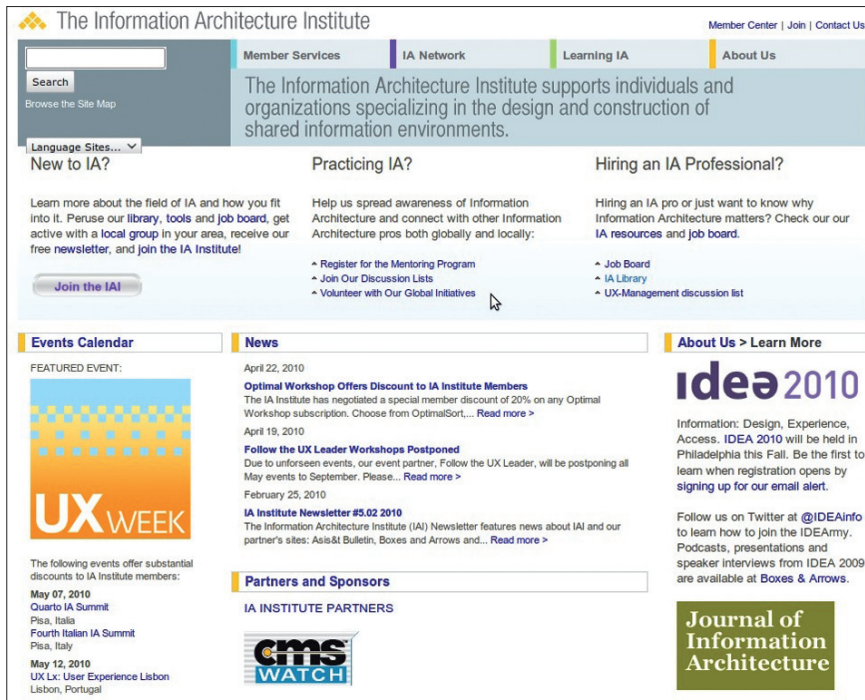 The Information Architecture Institute
Member Center | Join | Contact Us
Search
Browse the Site Map
Language Sites...
Member Services
IA Network
Learning IA
About Us
The Information Architecture Institute supports individuals and
organizations specializing in the design and construction of
shared information environments.
New to IA?
Learn more about the field of IA and how you fit
into it. Peruse our library, tools and job board, get
active with a local group in your area, receive our
free newsletter, and join the IA Institute!
Join the IAI
Practicing IA?
Help us spread awareness of Information
Architecture and connect with other Information
Architecture pros both globally and locally:
Register for the Mentoring Program
Join Our Discussion Lists
Volunteer with Our Global Initiatives
Hiring an IA Professional?
Hiring an IA pro or just want to know why
Information Architecture matters? Check our our
IA resources and job board.
Job Board
IA Library
UX-Management discussion list
Events Calendar
FEATURED EVENT:
UX WEEK
The following events offer substantial
discounts to IA Institute members:
May 07, 2010
Quarto IA Summit
Pisa, Italia
Fourth Italian IA Summit
Pisa, Italy
May 12, 2010
UX Lx: User Experience Lisbon
Lisbon, Portugal
News
April 22, 2010
Optimal Workshop Offers Discount to IA Institute Members
The IA Institute has negotiated a special member discount of 20% on any Optimal
Workshop subscription. Choose from OptimalSort,... Read more >
April 19, 2010
Follow the UX Leader Workshops Postponed
Due to unforseen events, our event partner, Follow the UX Leader, will be postponing all
May events to September. Please... Read more >
February 25, 2010
IA Institute Newsletter #5.02 2010
The Information Architecture Institute (IAI) Newsletter features news about IAI and our
partner's sites: Asis&t Bulletin, Boxes and Arrows and... Read more >
Partners and Sponsors
IA INSTITUTE PARTNERS
cms
WATCH
About Us > Learn More
idea 2010
Information: Design, Experience,
Access. IDEA 2010 will be held in
Philadelphia this Fall. Be the first to
learn when registration opens by
signing up for our email alert.
Follow us on Twitter at @IDEAinfo
to learn how to join the IDEArmy.
Podcasts, presentations and
speaker interviews from IDEA 2009
are available at Boxes & Arrows.
Journal of
Information
Architecture